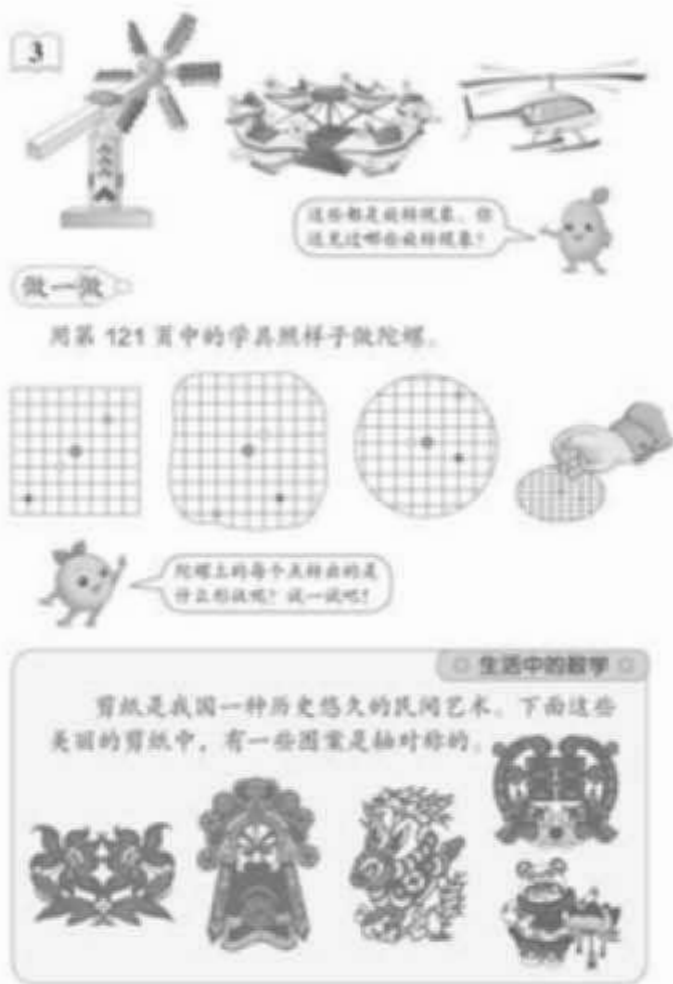 3
这些都是旋转现象。你
还见过哪些旋转现象?
做一做
用第 121 页中的学具照样子做陀螺。
陀螺上的每个点转出的是
什么形状呢?试一试吧!
生活中的数学
剪纸是我国一种历史悠久的民间艺术。下面这些
美丽的剪纸中,有一些图案是轴对称的。